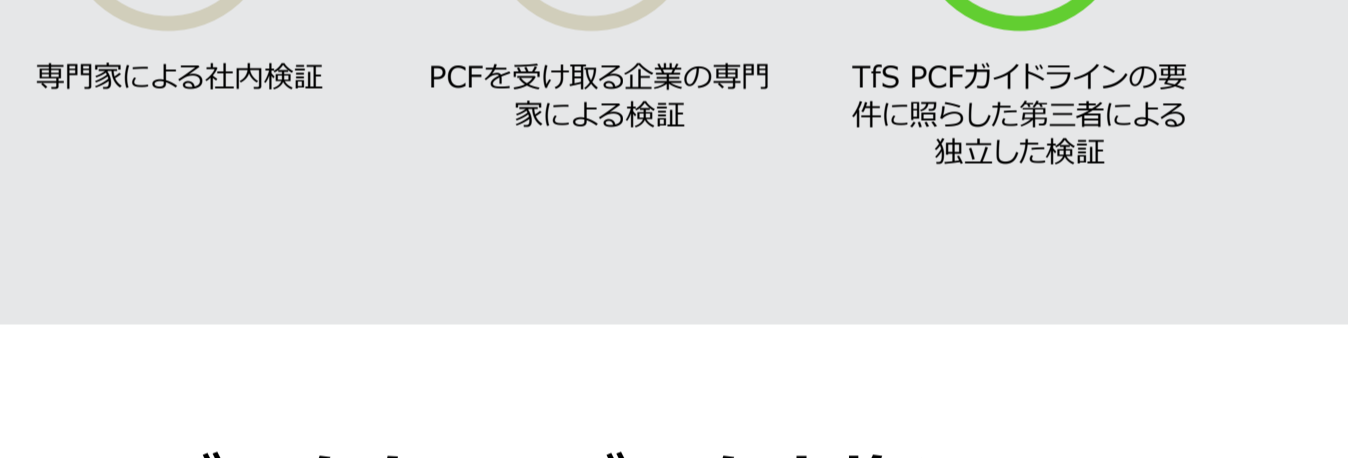 専門家による社内検証
PCFを受け取る企業の専門
家による検証
TfS PCFガイドラインの要
件に照らした第三者による
独立した検証